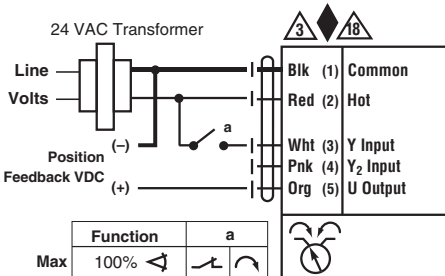 24 VAC Transformer
3 18
Line
Volts
Blk (1) Common
Red (2) Hot
a
Wht (3) Y Input
Pnk (4) Y₂ Input
Org (5) U Output
Position (–)
Feedback VDC (+)
Function a
Max 100%